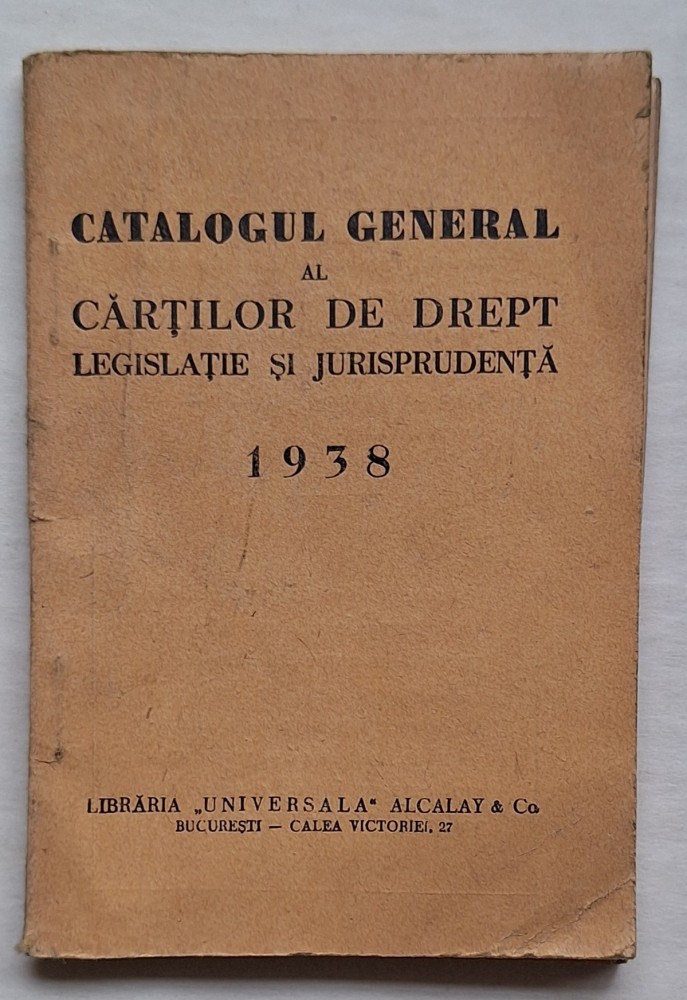 CATALOGUL GENERAL
AL
CĂRŢILOR DE DREPT
LEGISLAŢIE ŞI JURISPRUDENŢĂ
1938
LIBRĂRIA „UNIVERSALA“ ALCALAY & Co.
BUCUREŞTI — CALEA VICTORIEI, 27